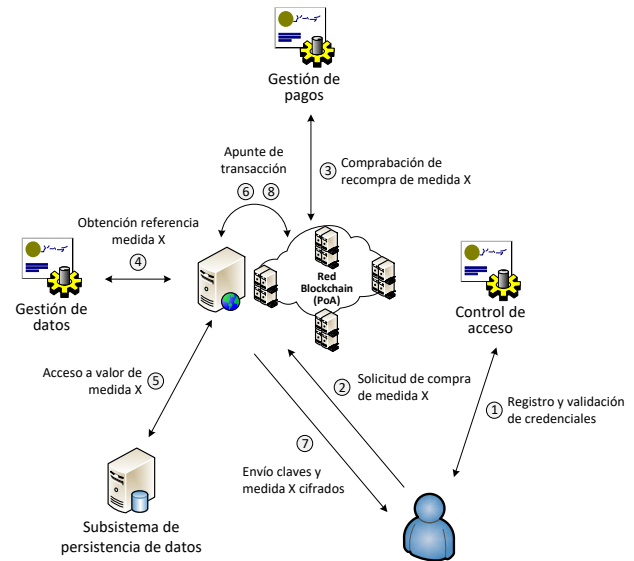 Gestión de
pagos
Apunte de
transacción
⑥ ⑧
③ Comprobación de
recompra de medida X
Obtención referencia
medida X
④
Gestión de
datos
Red
Blockchain
(PoA)
Control de
acceso
Acceso a valor de
medida X ⑤
② Solicitud de compra
de medida X
① Registro y validación
de credenciales
⑦
Envío claves y
medida X cifrados
Subsistema de
persistencia de datos